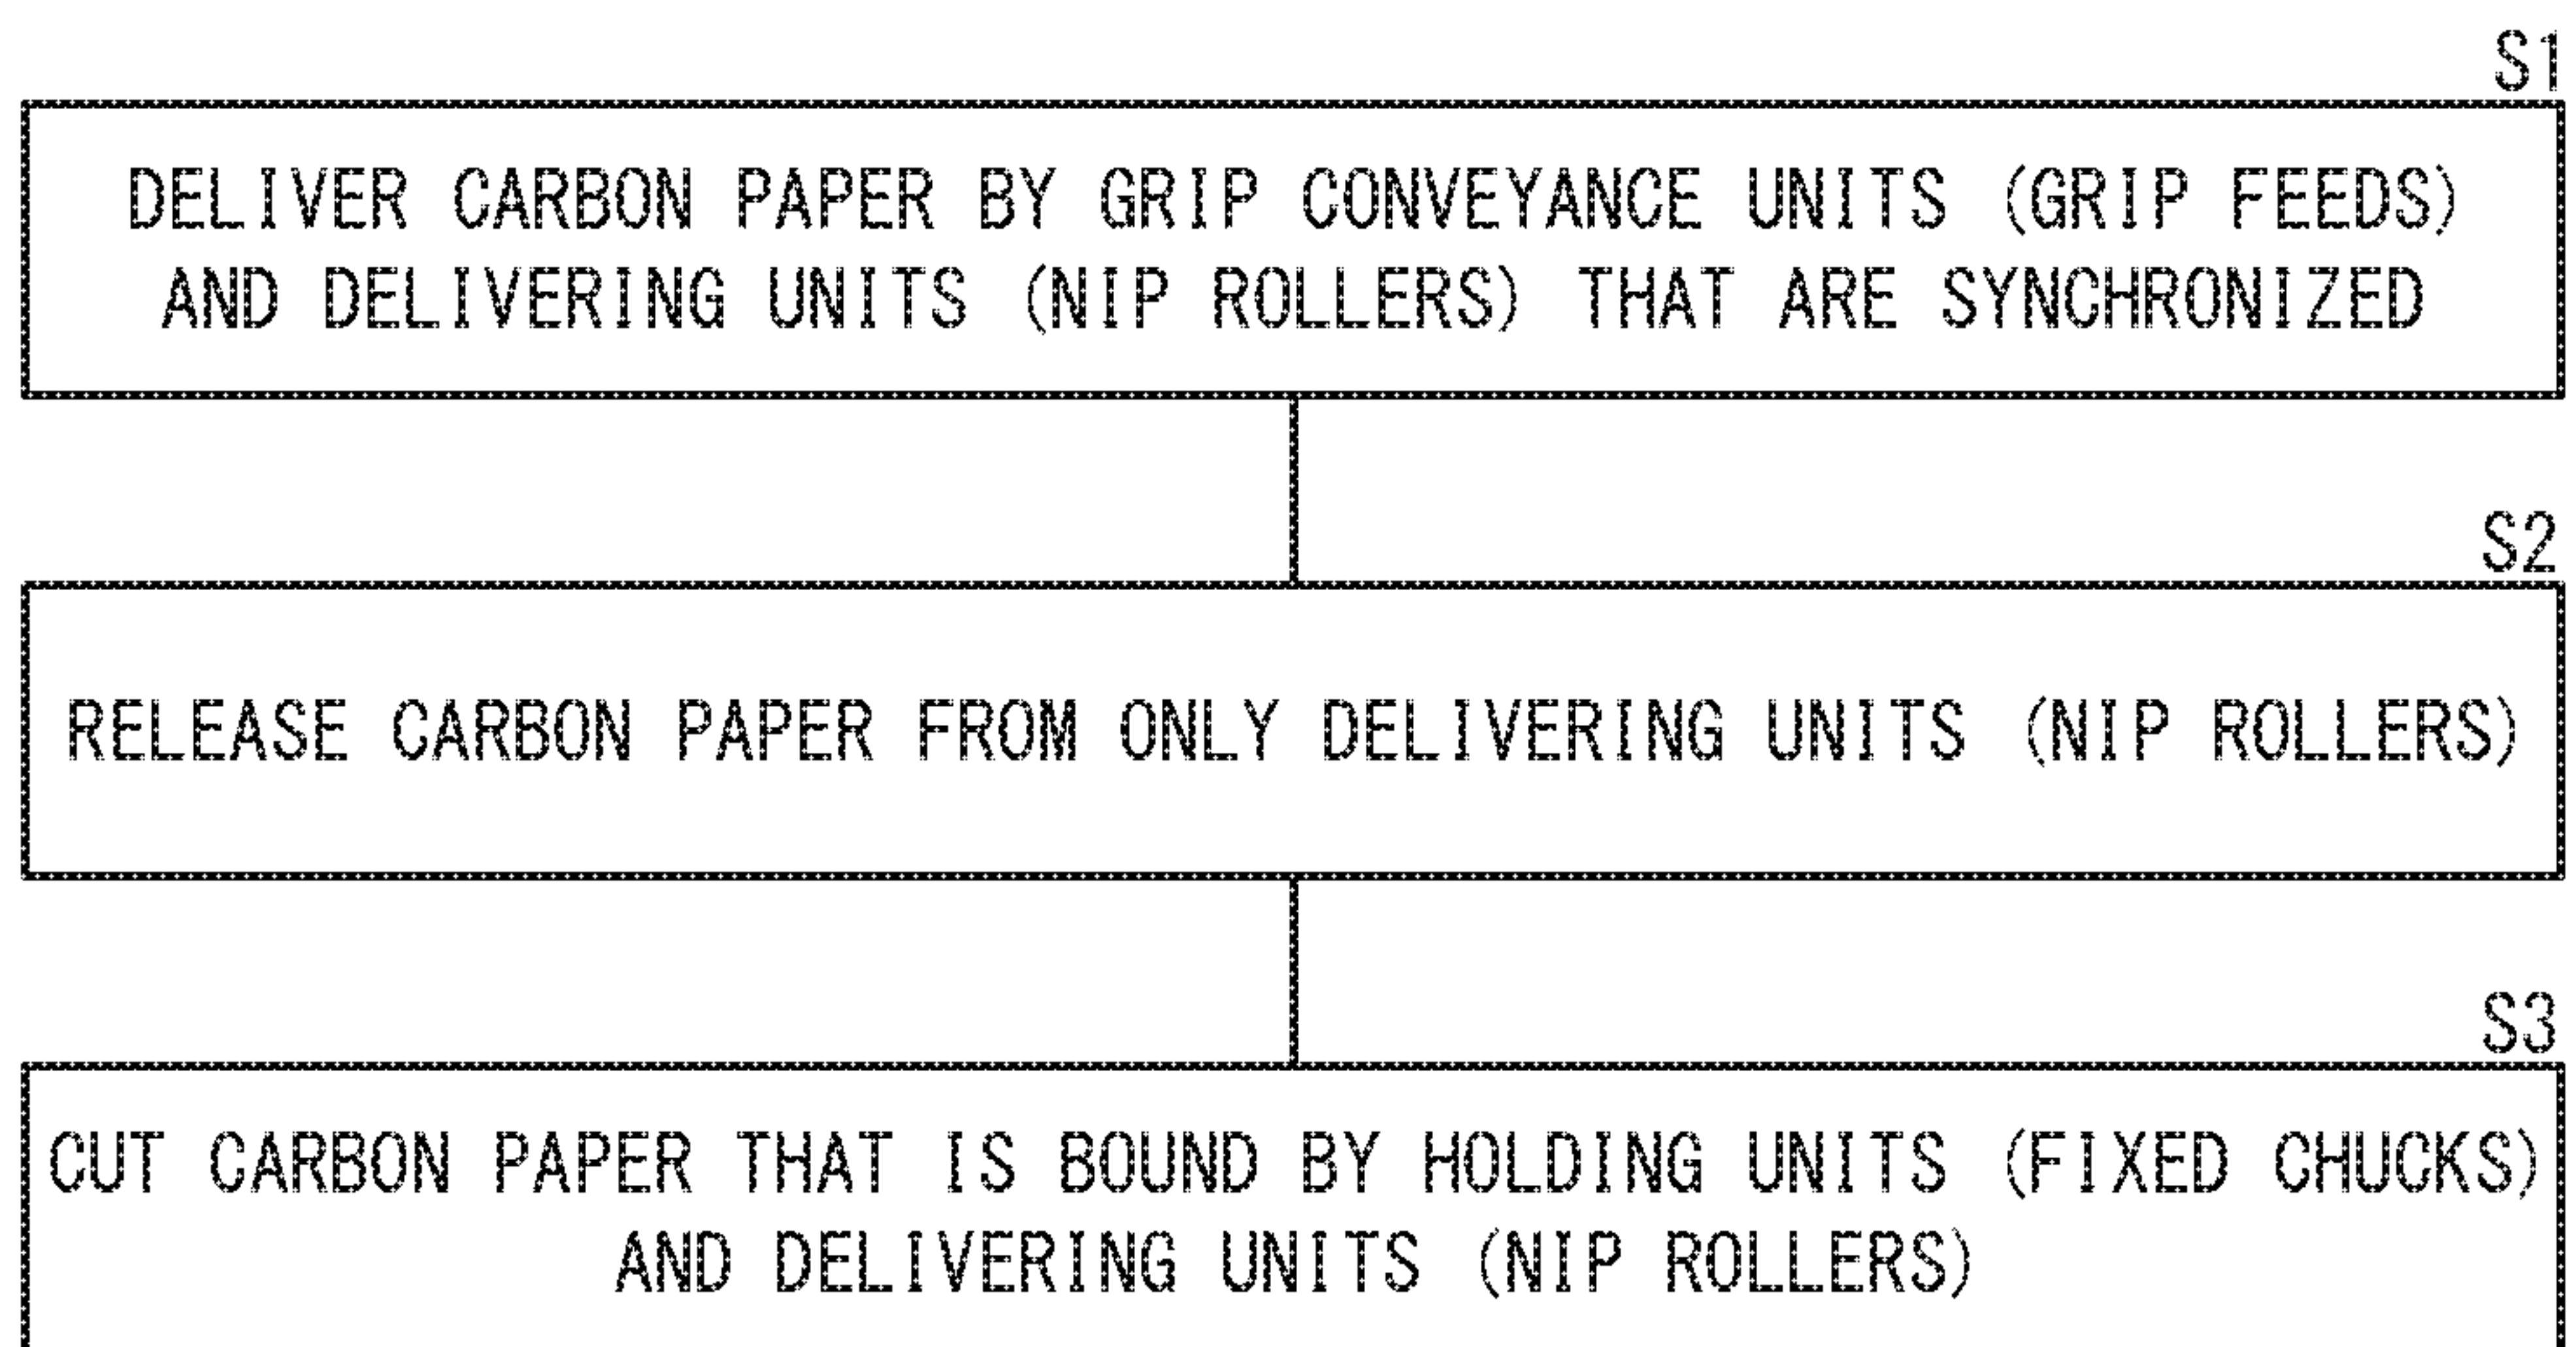 S1
DELIVER CARBON PAPER BY GRIP CONVEYANCE UNITS (GRIP FEEDS)
AND DELIVERING UNITS (NIP ROLLERS) THAT ARE SYNCHRONIZED
S2
RELEASE CARBON PAPER FROM ONLY DELIVERING UNITS (NIP ROLLERS)
S3
CUT CARBON PAPER THAT IS BOUND BY HOLDING UNITS (FIXED CHUCKS)
AND DELIVERING UNITS (NIP ROLLERS)